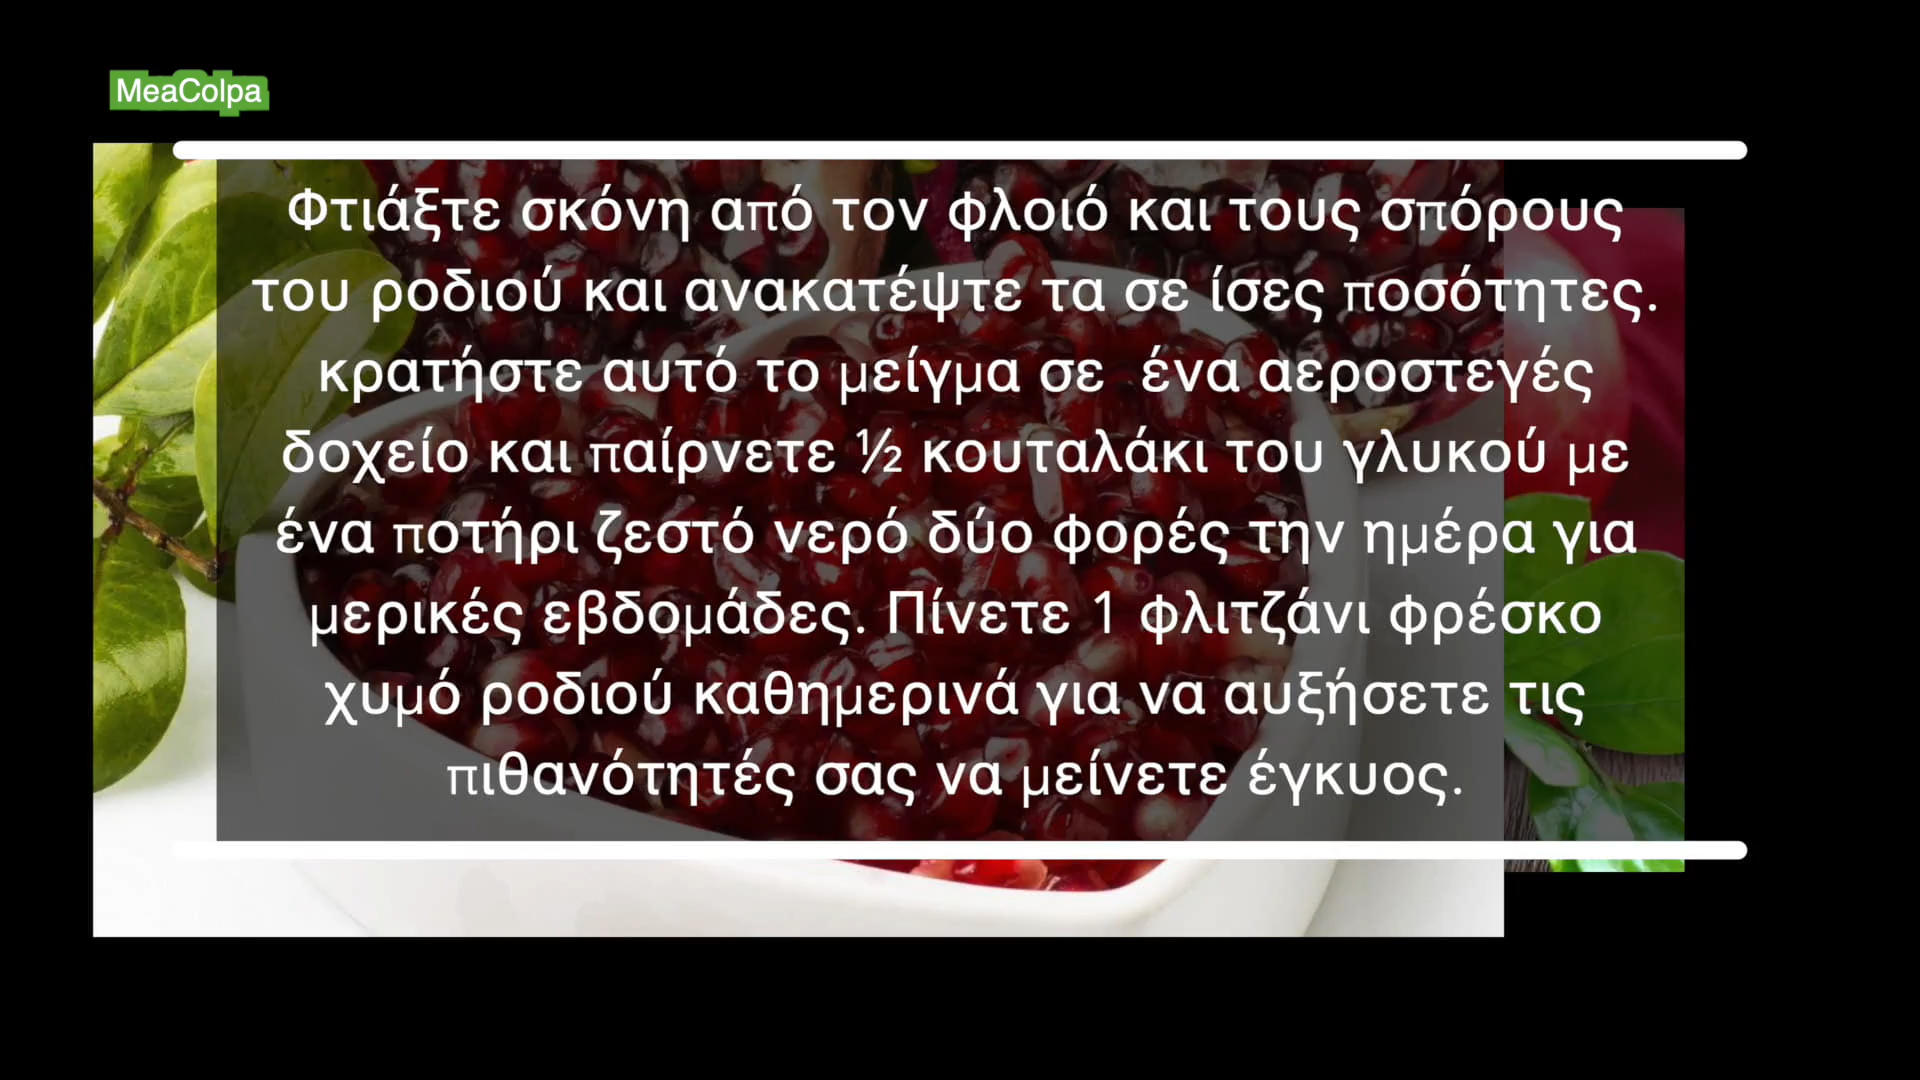 MeaColpa
Φτιάξτε σκόνη από τον φλοιό και τους σπόρους
του ροδιού και ανακατέψτε τα σε ίσες ποσότητες.
κρατήστε αυτό το μείγμα σε  ένα αεροστεγές
δοχείο και παίρνετε ½ κουταλάκι του γλυκού με
ένα ποτήρι ζεστό νερό δύο φορές την ημέρα για
μερικές εβδομάδες. Πίνετε 1 φλιτζάνι φρέσκο
χυμό ροδιού καθημερινά για να αυξήσετε τις
πιθανότητές σας να μείνετε έγκυος.